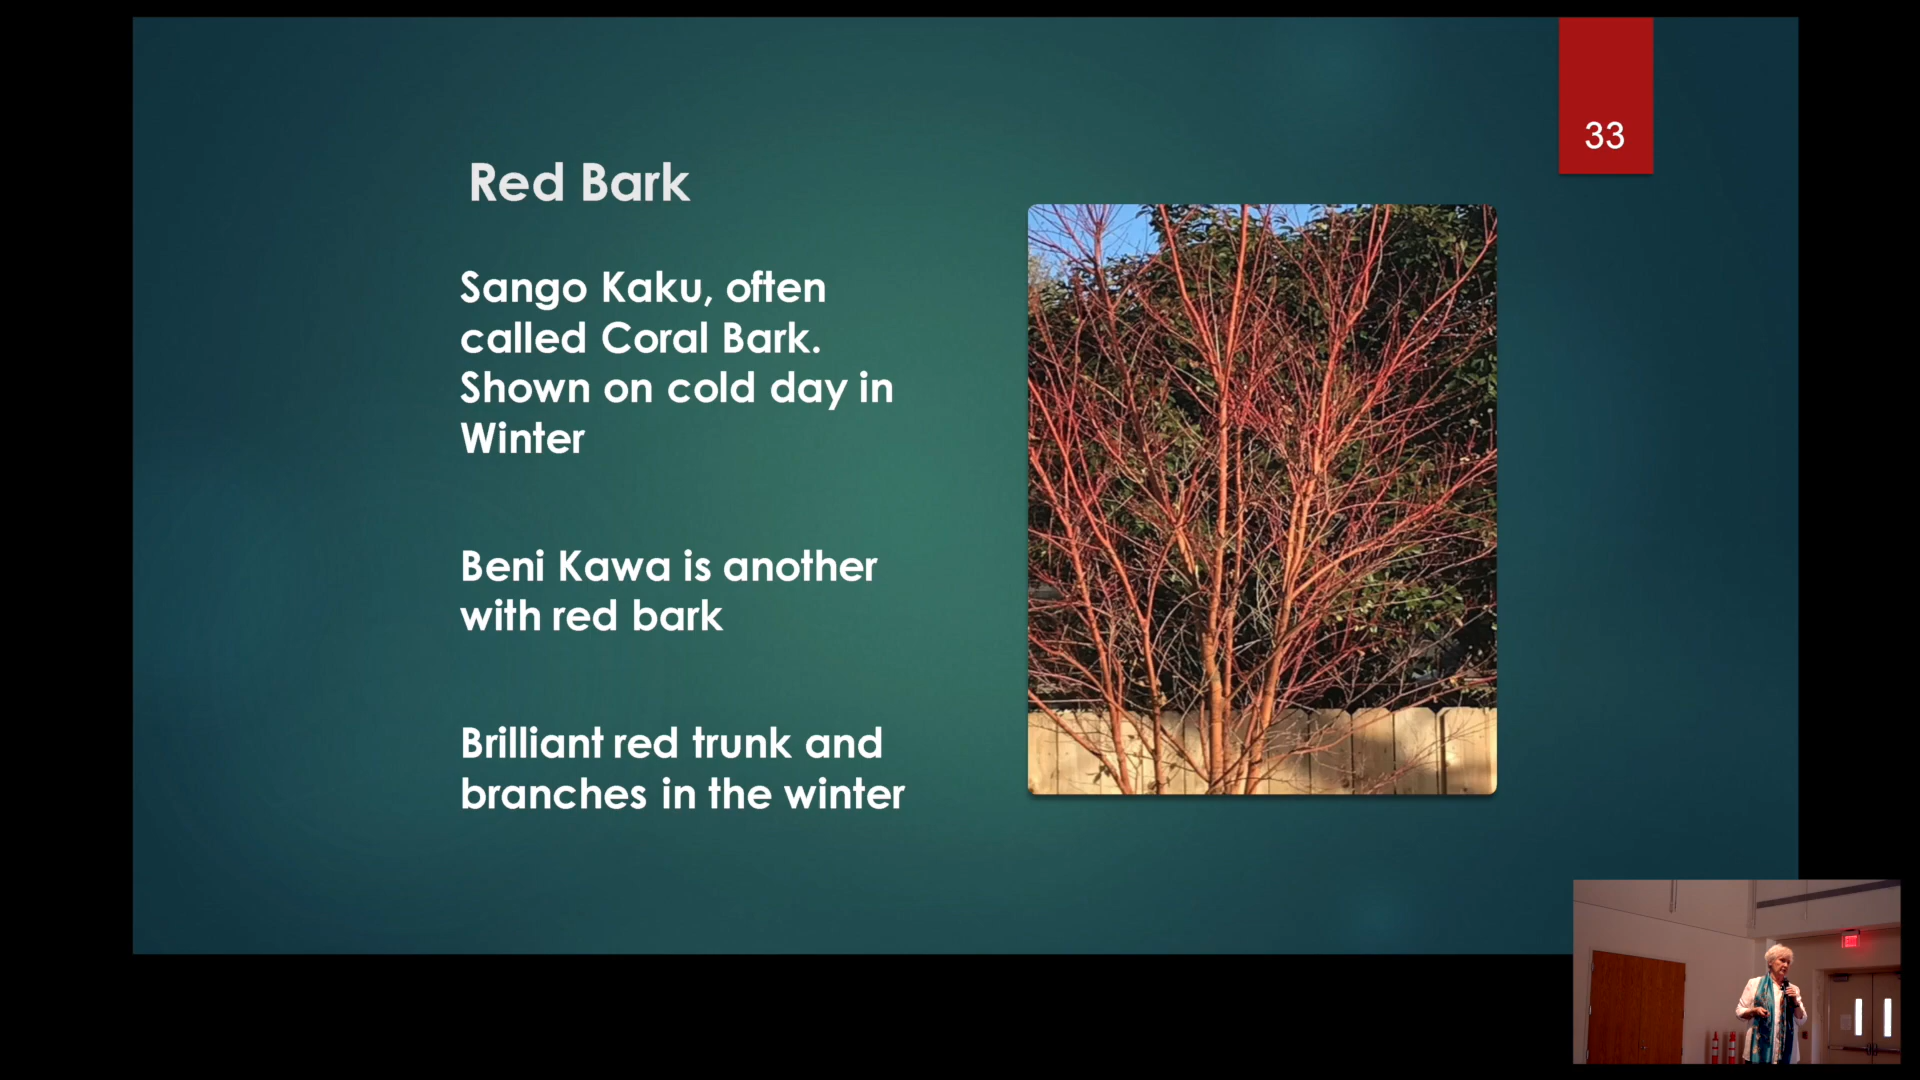 33
Red Bark
Sango Kaku, often
called Coral Bark.
Shown on cold day in
Winter
Beni Kawa is another
with red bark
Brilliant red trunk and
branches in the winter